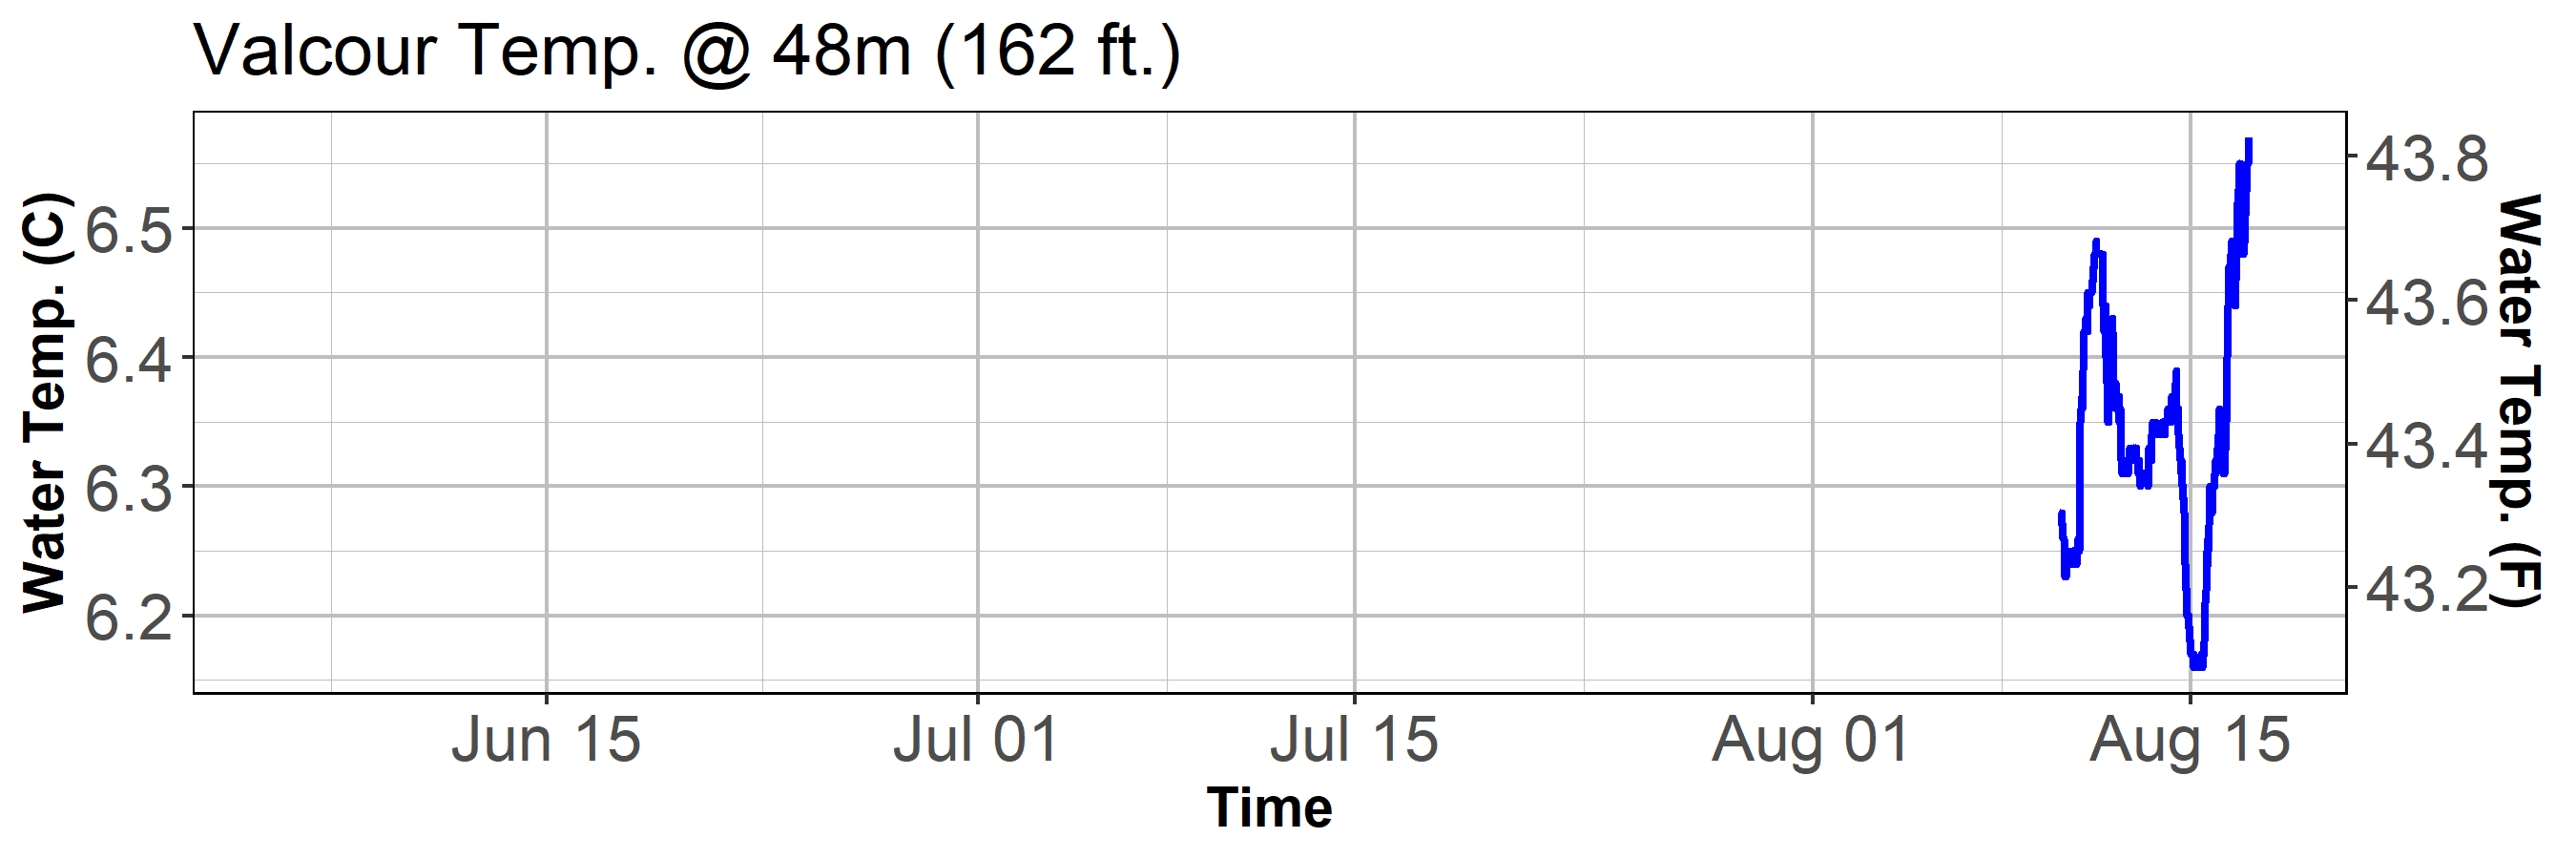 Valcour Temp. @ 48m (162 ft.)
Water Temp. (C)
6.5
6.4
6.3
6.2
43.8
43.6
43.4
43.2
Water Temp. (F)
Jun 15 Jul 01 Jul 15 Aug 01 Aug 15
Time